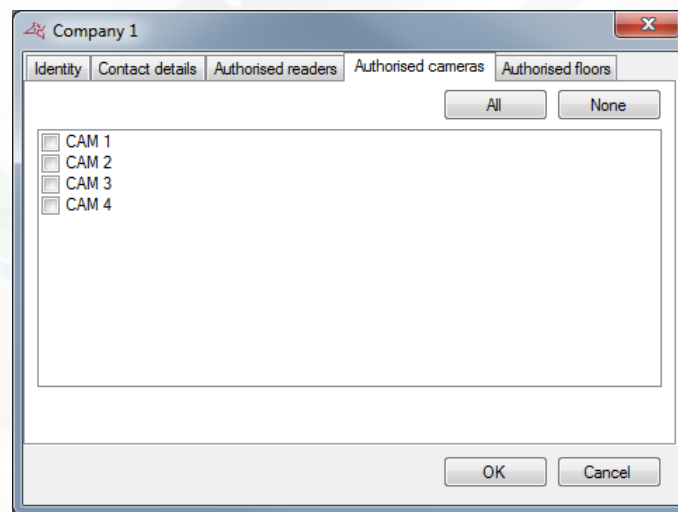 Company 1
Identity Contact details Authorised readers Authorised cameras Authorised floors
All None
CAM 1
CAM 2
CAM 3
CAM 4
OK Cancel